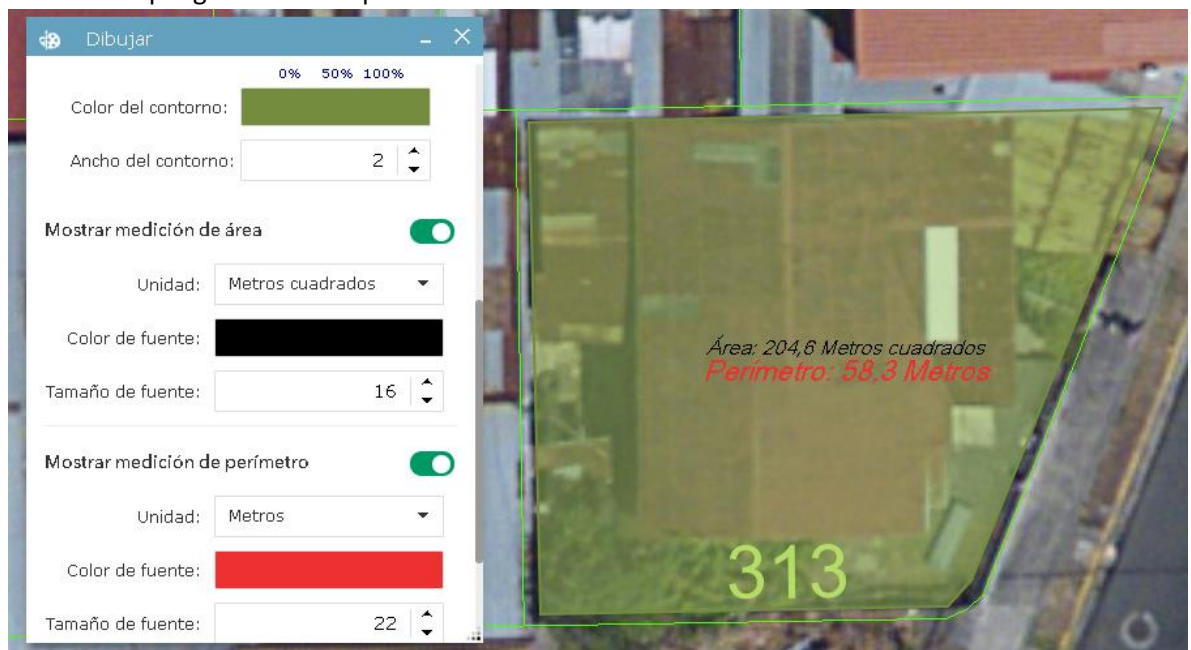 Dibujar
0% 50% 100%
Color del contorno:
Ancho del contorno: 2
Mostrar medición de área
Unidad: Metros cuadrados
Color de fuente:
Tamaño de fuente: 16
Mostrar medición de perímetro
Unidad: Metros
Color de fuente:
Tamaño de fuente: 22
Área: 204,6 Metros cuadrados
Perímetro: 58,3 Metros
313